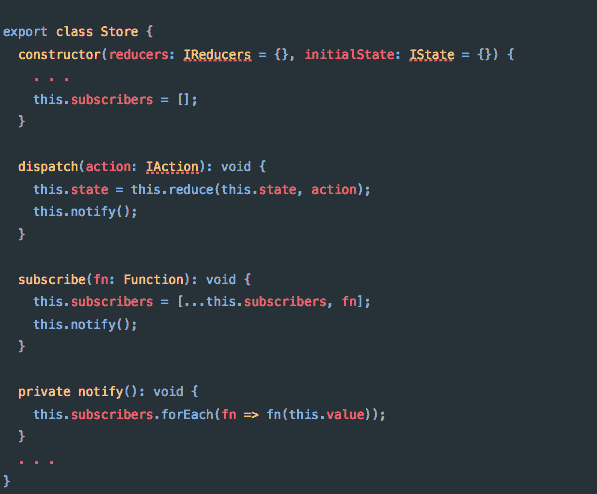 export class Store {
  constructor(reducers: IReducers = {}, initialState: IState = {}) {
    . . .
    this.subscribers = [];
  }

  dispatch(action: IAction): void {
    this.state = this.reduce(this.state, action);
    this.notify();
  }

  subscribe(fn: Function): void {
    this.subscribers = [...this.subscribers, fn];
    this.notify();
  }

  private notify(): void {
    this.subscribers.forEach(fn => fn(this.value));
  }
  . . .
}